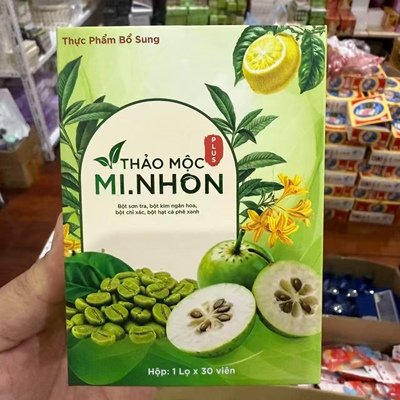 Thực Phẩm Bổ Sung
THẢO MỘC
PLUS
MI.NHON
Bột sơn tra, bột kim ngân hoa,
bột chỉ xác, bột hạt cà phê xanh
Hộp: 1 Lọ x 30 viên